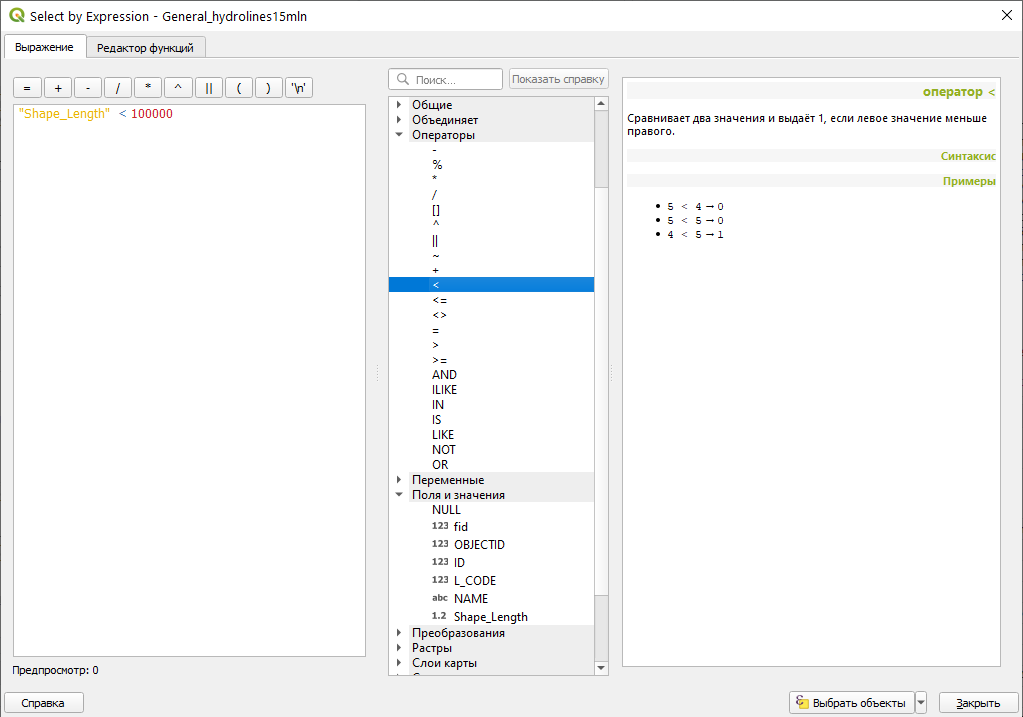 Select by Expression - General_hydrolines15mln
Выражение
Редактор функций
= + - / * ^ || ( ) '\n'
"Shape_Length" < 100000
Предпросмотр: 0
Поиск...
Показать справку
Общие
Объединяет
Операторы
-
%
*
/
[]
^
||
~
+
<
<=
<>
=
>
>=
AND
ILIKE
IN
IS
LIKE
NOT
OR
Переменные
Поля и значения
NULL
123 fid
123 OBJECTID
123 ID
123 L_CODE
abc NAME
1.2 Shape_Length
Преобразования
Растры
Слои карты
оператор <
Сравнивает два значения и выдаёт 1, если левое значение меньше
правого.
Синтаксис
Примеры
• 5 < 4 → 0
• 5 < 5 → 0
• 4 < 5 → 1
Справка
Выбрать объекты
Закрыть